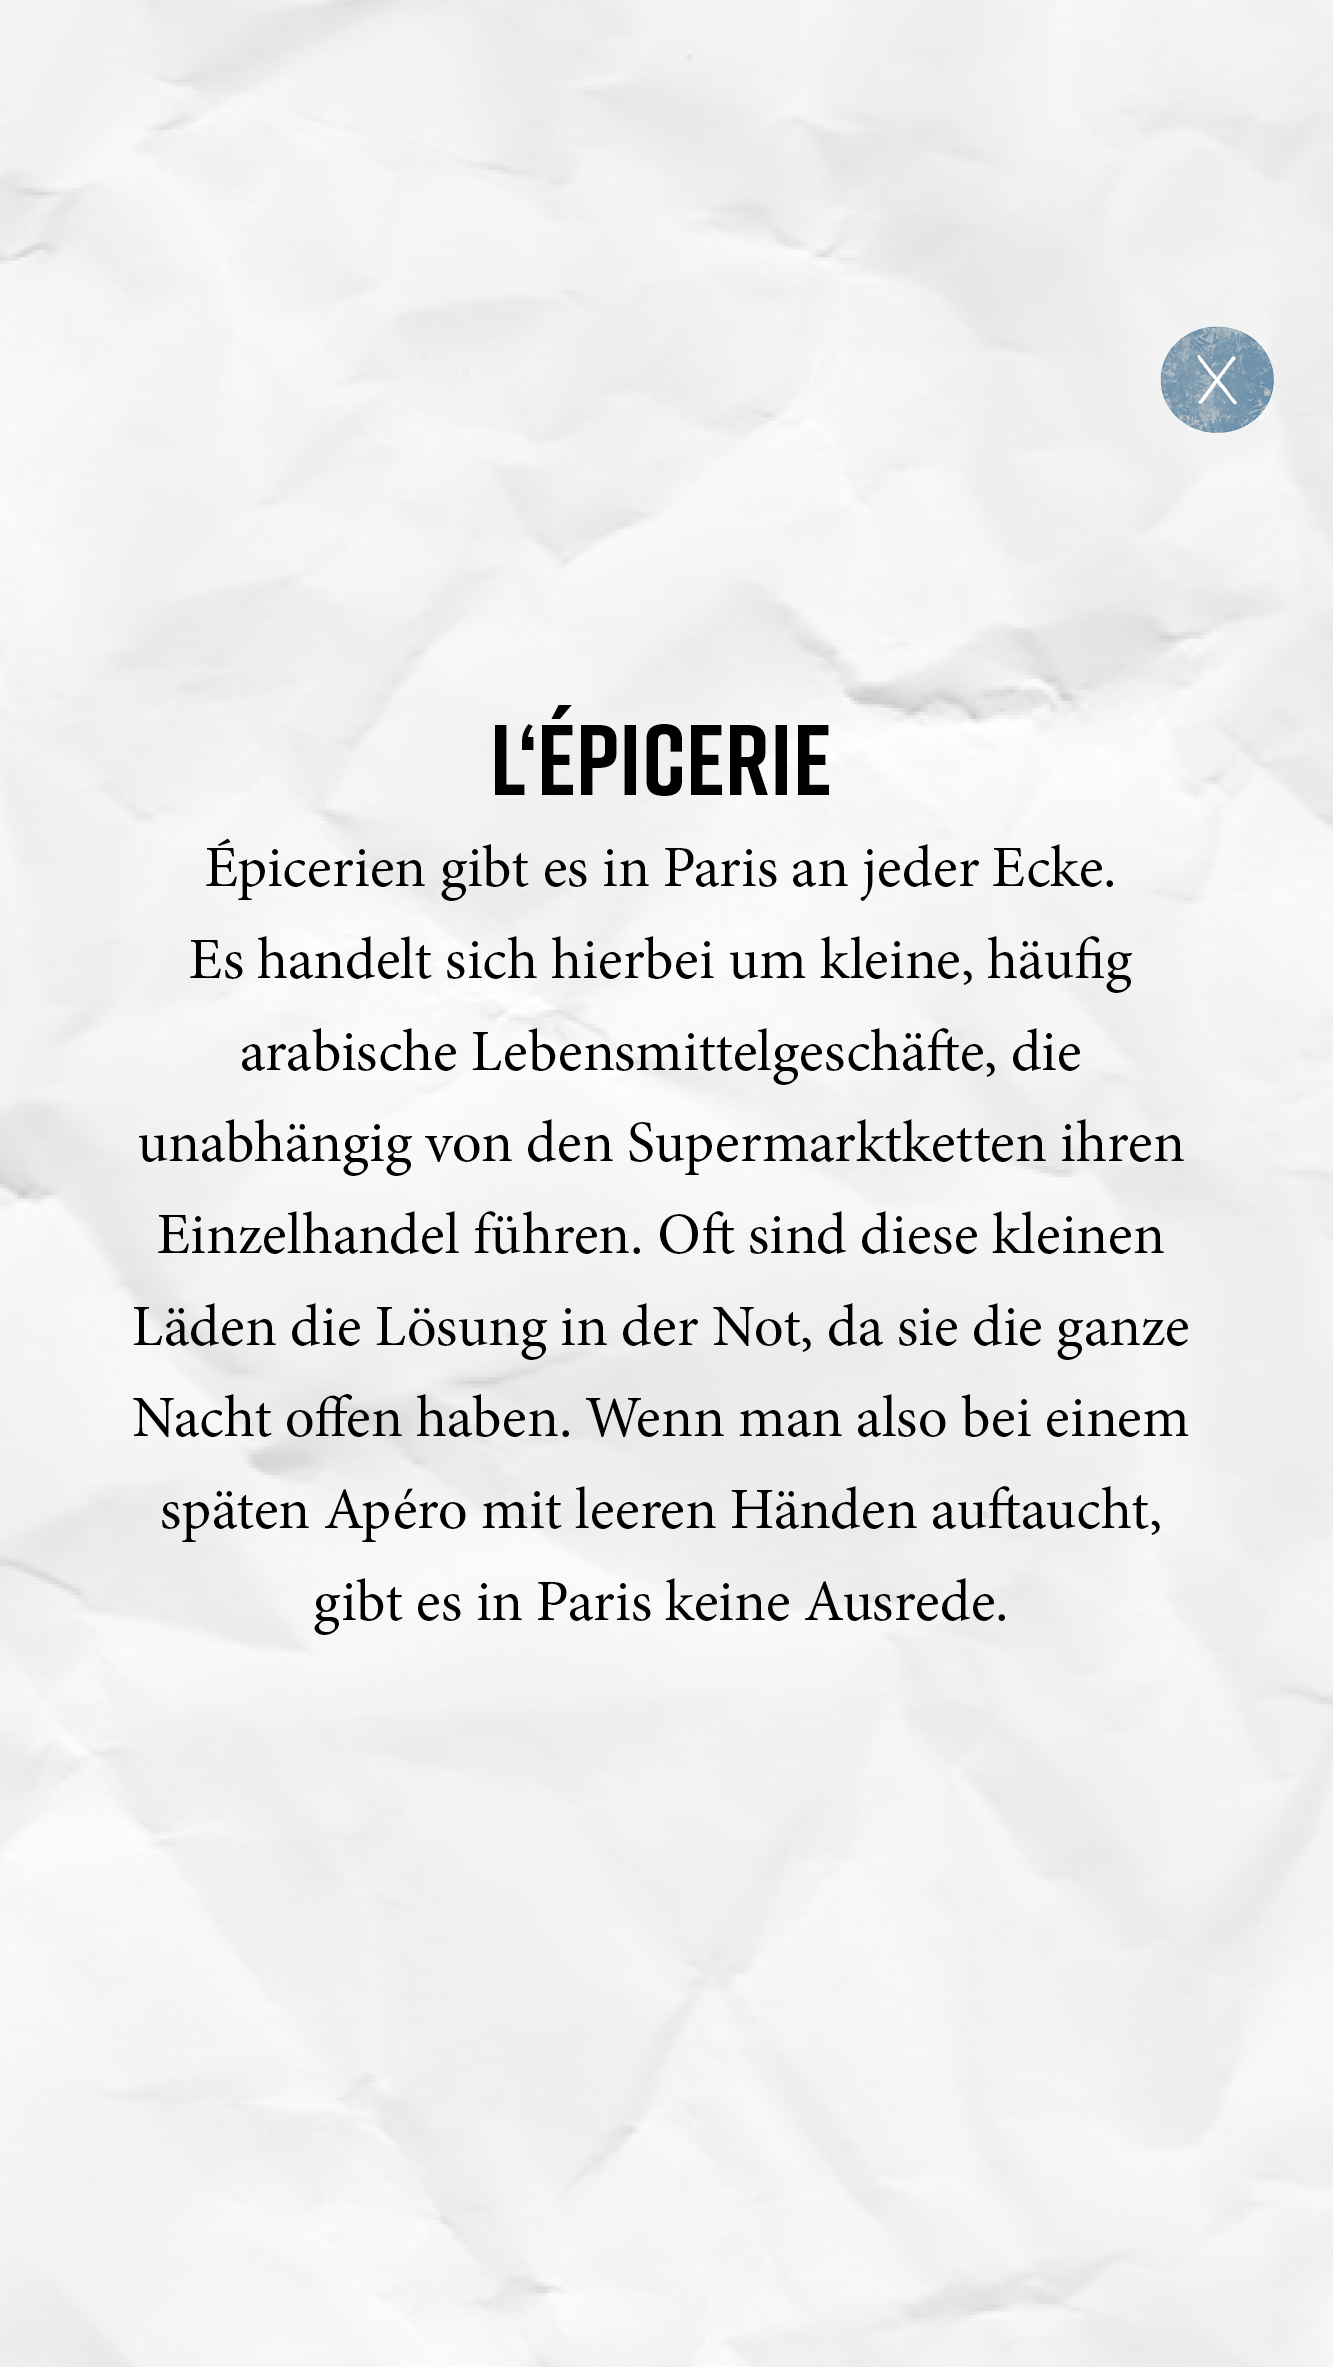 X
L‘ÉPICERIE
Épicerien gibt es in Paris an jeder Ecke.
Es handelt sich hierbei um kleine, häufig
arabische Lebensmittelgeschäfte, die
unabhängig von den Supermarktketten ihren
Einzelhandel führen. Oft sind diese kleinen
Läden die Lösung in der Not, da sie die ganze
Nacht offen haben. Wenn man also bei einem
späten Apéro mit leeren Händen auftaucht,
gibt es in Paris keine Ausrede.